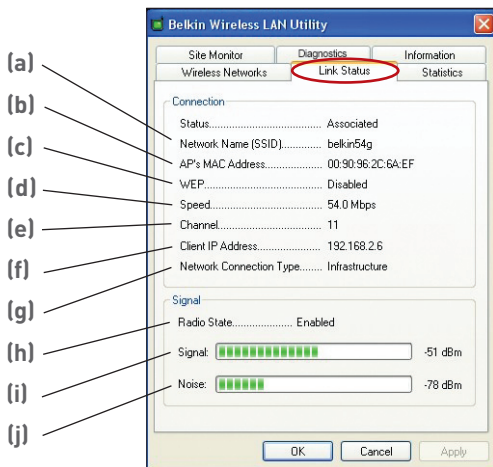 Belkin Wireless LAN Utility
Site Monitor Diagnostics Information
Wireless Networks Link Status Statistics
Connection
Status............................ Associated
(a) Network Name (SSID)............. belkin54g
(b) AP's MAC Address................. 00:90:96:2C:6A:EF
(c) WEP............................... Disabled
(d) Speed............................ 54.0 Mbps
(e) Channel.......................... 11
(f) Client IP Address................... 192.168.2.6
(g) Network Connection Type....... Infrastructure
Signal
(h) Radio State.................... Enabled
(i) Signal: -51 dBm
(j) Noise: -78 dBm
OK Cancel Apply